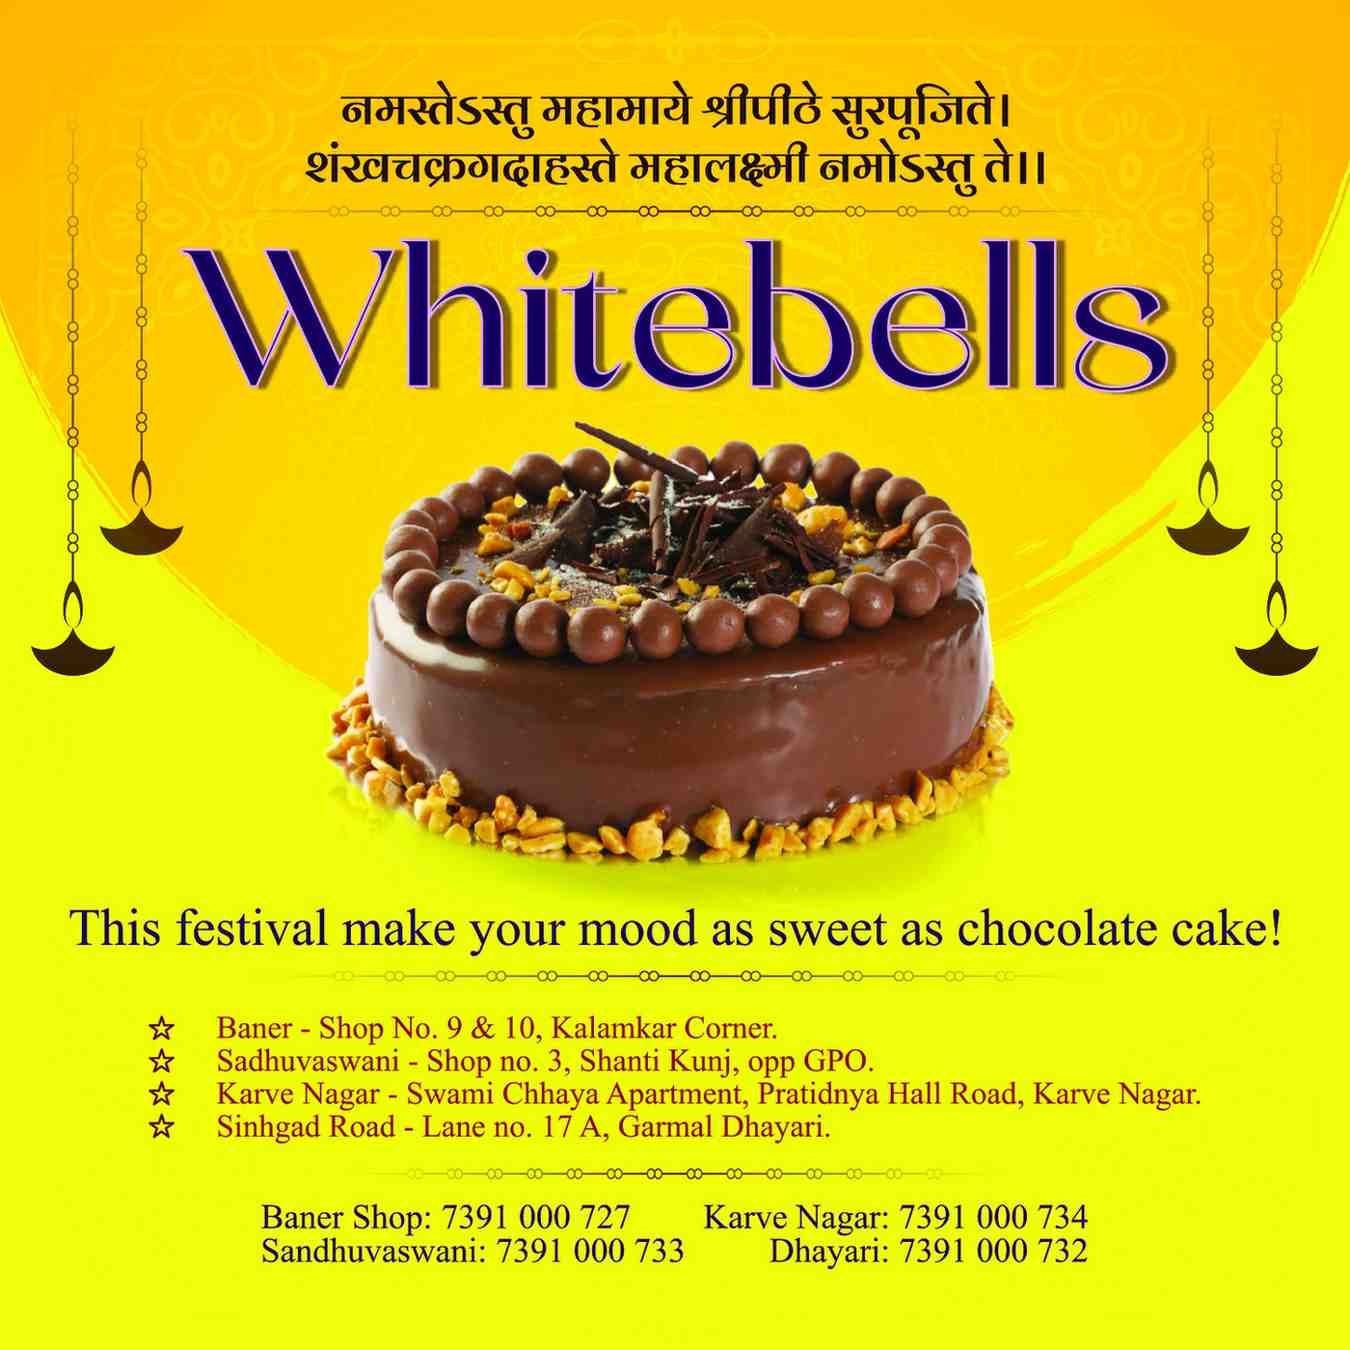 नमस्तेऽस्तु महामाये श्रीपीठे सुरपूजिते।
शंखचक्रगदाहस्ते महालक्ष्मी नमोऽस्तु ते।।
Whitebells
This festival make your mood as sweet as chocolate cake!
☆ Baner - Shop No. 9 & 10, Kalamkar Corner.
☆ Sadhuvaswani - Shop no. 3, Shanti Kunj, opp GPO.
☆ Karve Nagar - Swami Chhaya Apartment, Pratidnya Hall Road, Karve Nagar.
☆ Sinhgad Road - Lane no. 17 A, Garmal Dhayari.
Baner Shop: 7391 000 727 Karve Nagar: 7391 000 734
Sandhuvaswani: 7391 000 733 Dhayari: 7391 000 732